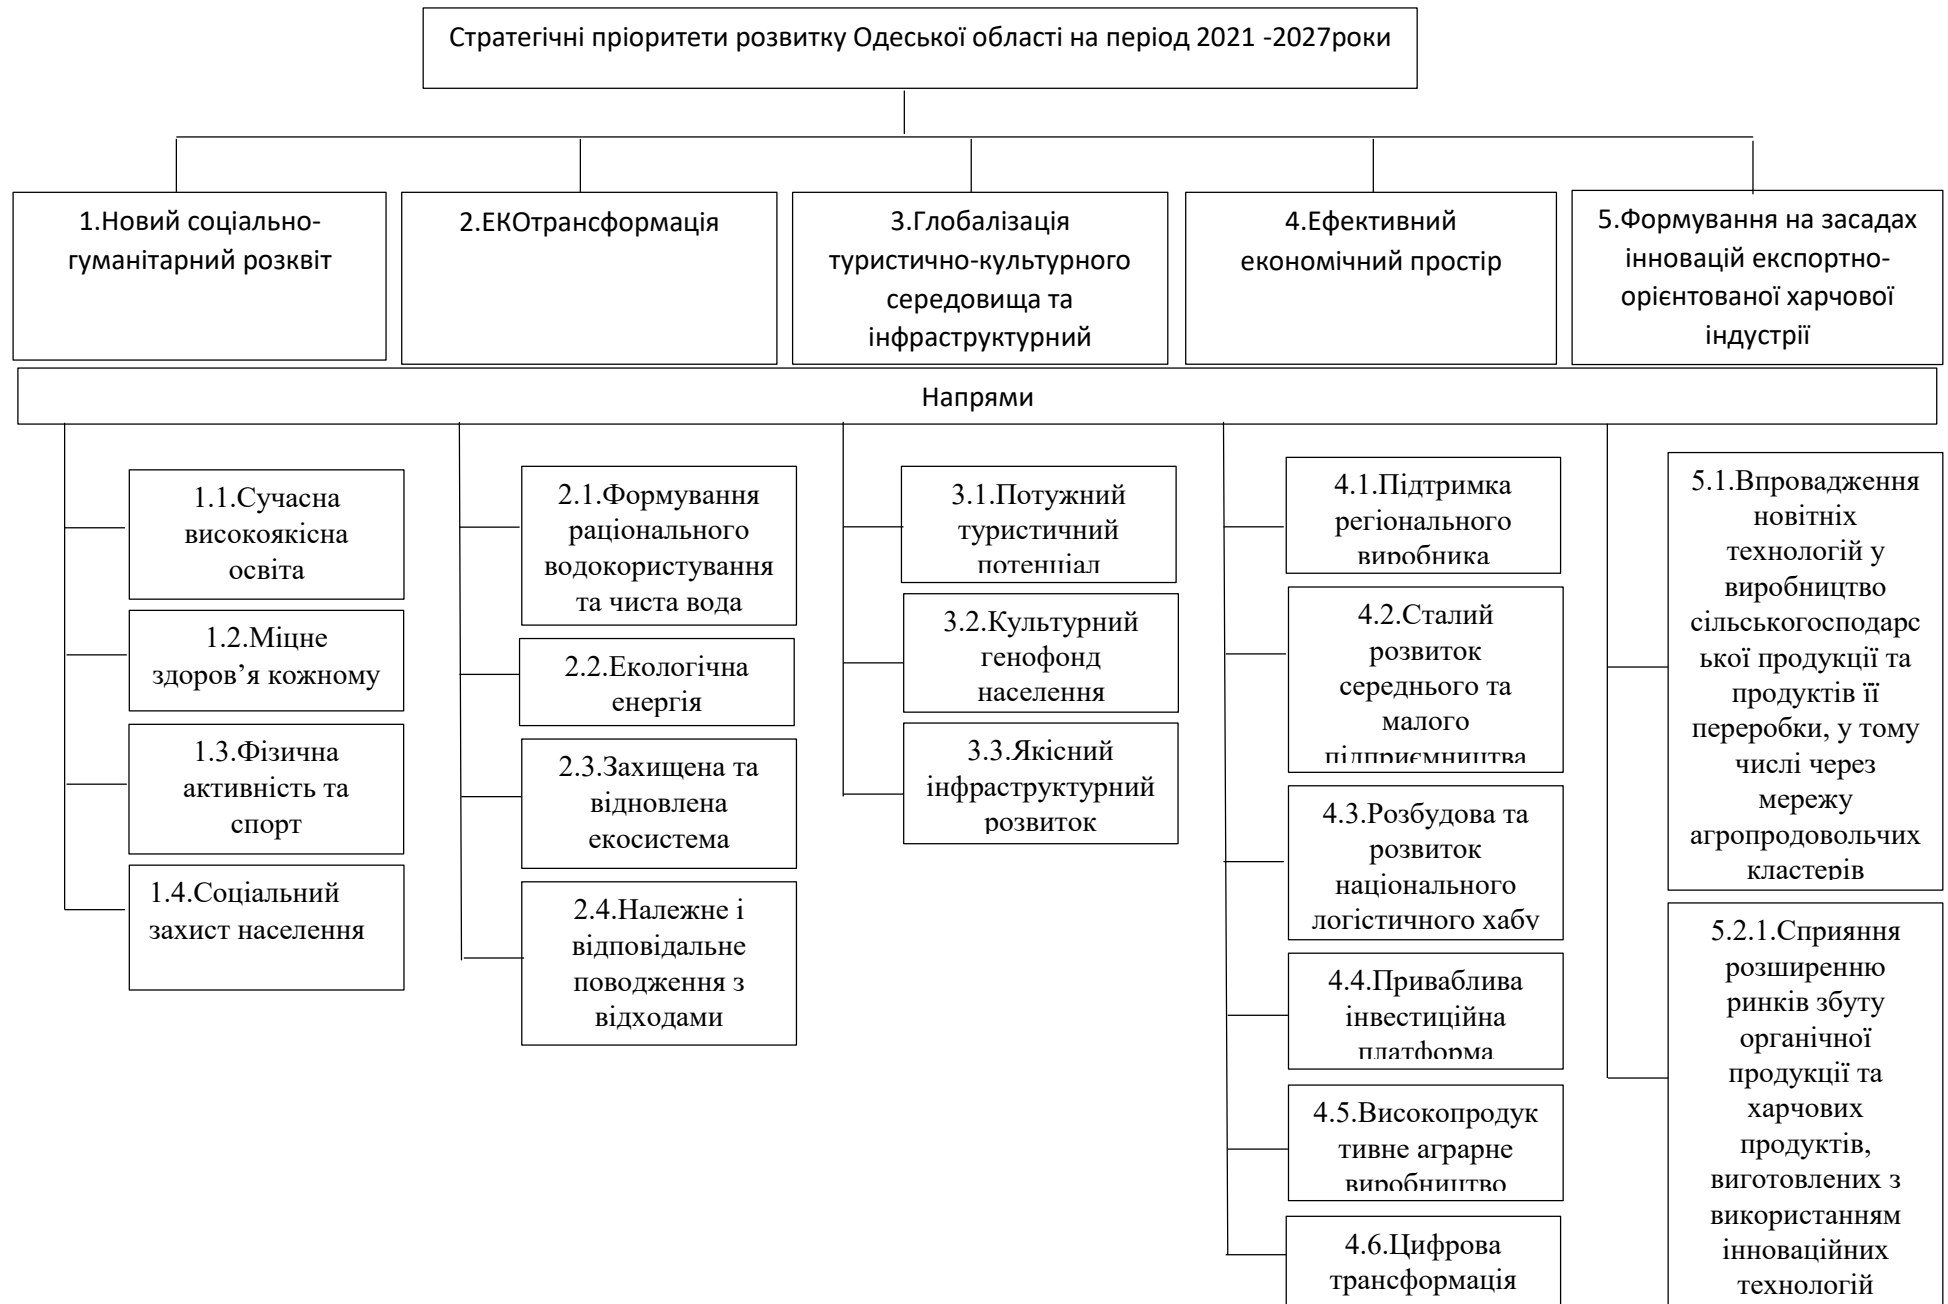 Стратегічні пріоритети розвитку Одеської області на період 2021 -2027роки
1.Новий соціально-
гуманітарний розквіт
2.ЕКОтрансформація
3.Глобалізація
туристично-культурного
середовища та
інфраструктурний
4.Ефективний
економічний простір
5.Формування на засадах
інновацій експортно-
орієнтованої харчової
індустрії
Напрями
1.1.Сучасна
високоякісна
освіта
1.2.Міцне
здоров’я кожному
1.3.Фізична
активність та
спорт
1.4.Соціальний
захист населення
2.1.Формування
раціонального
водокористування
та чиста вода
2.2.Екологічна
енергія
2.3.Захищена та
відновлена
екосистема
2.4.Належне і
відповідальне
поводження з
відходами
3.1.Потужний
туристичний
потенціал
3.2.Культурний
генофонд
населення
3.3.Якісний
інфраструктурний
розвиток
4.1.Підтримка
регіонального
виробника
4.2.Сталий
розвиток
середнього та
малого
підприємництва
4.3.Розбудова та
розвиток
національного
логістичного хабу
4.4.Приваблива
інвестиційна
платформа
4.5.Високопродук
тивне аграрне
виробництво
4.6.Цифрова
трансформація
5.1.Впровадження
новітніх
технологій у
виробництво
сільськогосподарс
ької продукції та
продуктів її
переробки, у тому
числі через
мережу
агропродовольчих
кластерів
5.2.1.Сприяння
розширенню
ринків збуту
органічної
продукції та
харчових
продуктів,
виготовлених з
використанням
інноваційних
технологій